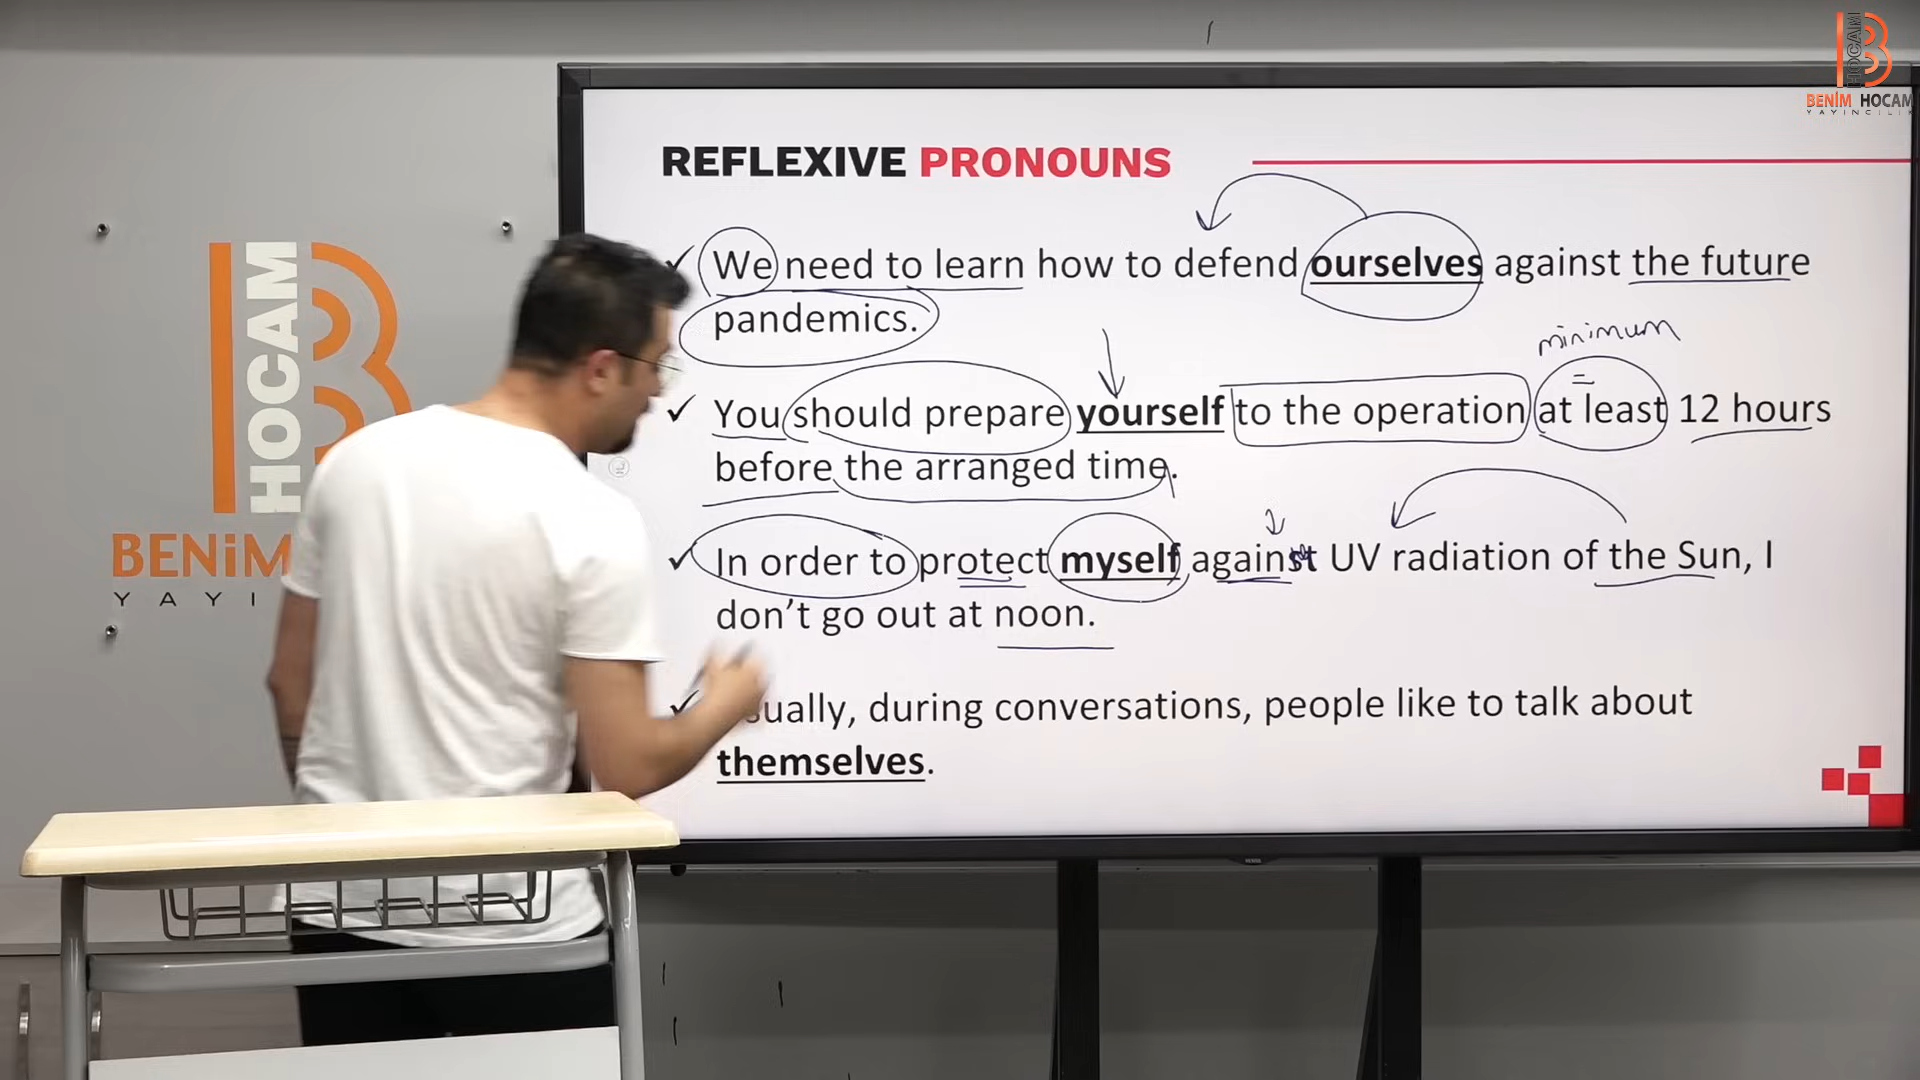 BENİM HOCAM
YAYINCILIK
REFLEXIVE PRONOUNS
We need to learn how to defend ourselves against the future
pandemics.
minimum
You should prepare yourself to the operation at least 12 hours
before the arranged time.
In order to protect myself against UV radiation of the Sun, I
don't go out at noon.
during conversations, people like to talk about
themselves.
HOCAM
BENiM
YAYI